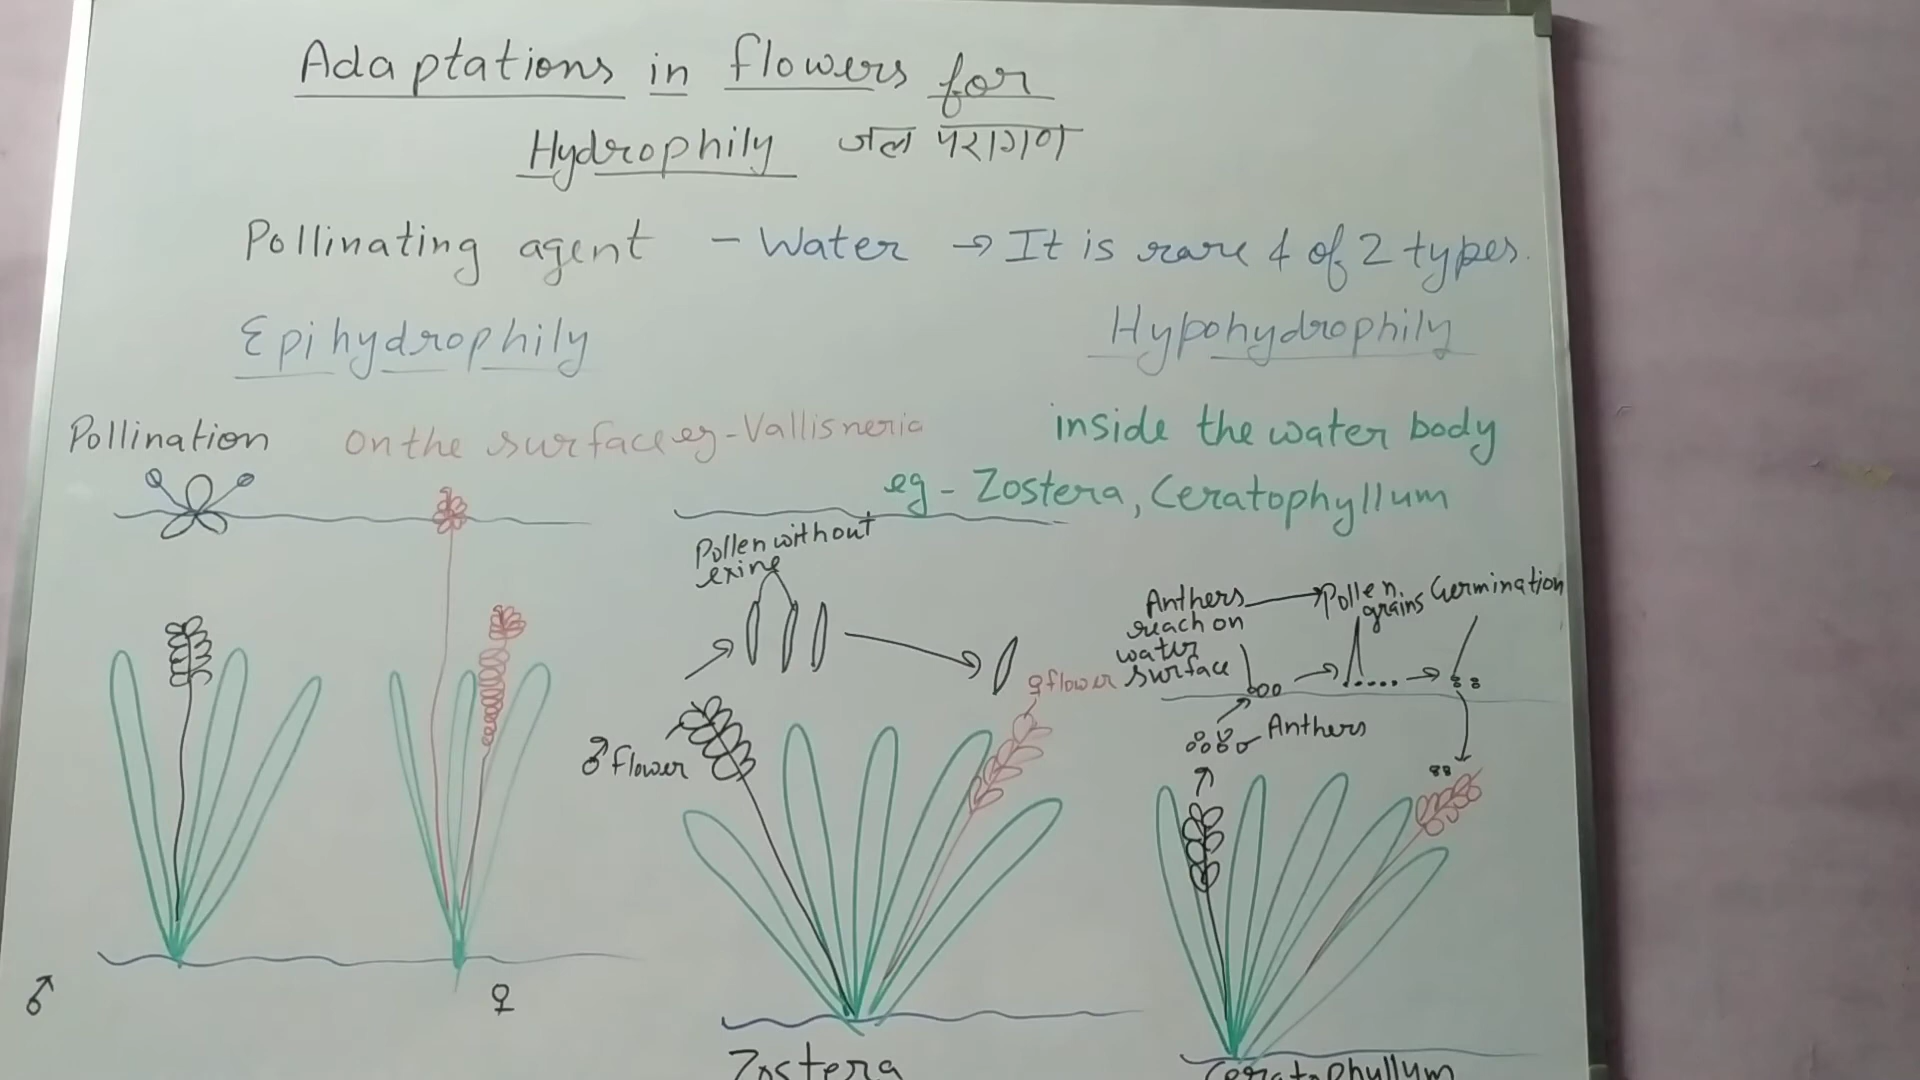 Adaptations in flowers for
Hydrophily जल परागण
Pollinating agent - Water → It is rare & of 2 types.
Epihydrophily
Hypohydrophily
Pollination on the surface eg - Vallisneria
inside the water body
eg - Zostera, Ceratophyllum
Pollen without
exine
♂ flower
♀ flower
Anthers
reach on
water
surface
Pollen
grains
Germination
Anthers
♂
♀
Zostera
Ceratophyllum